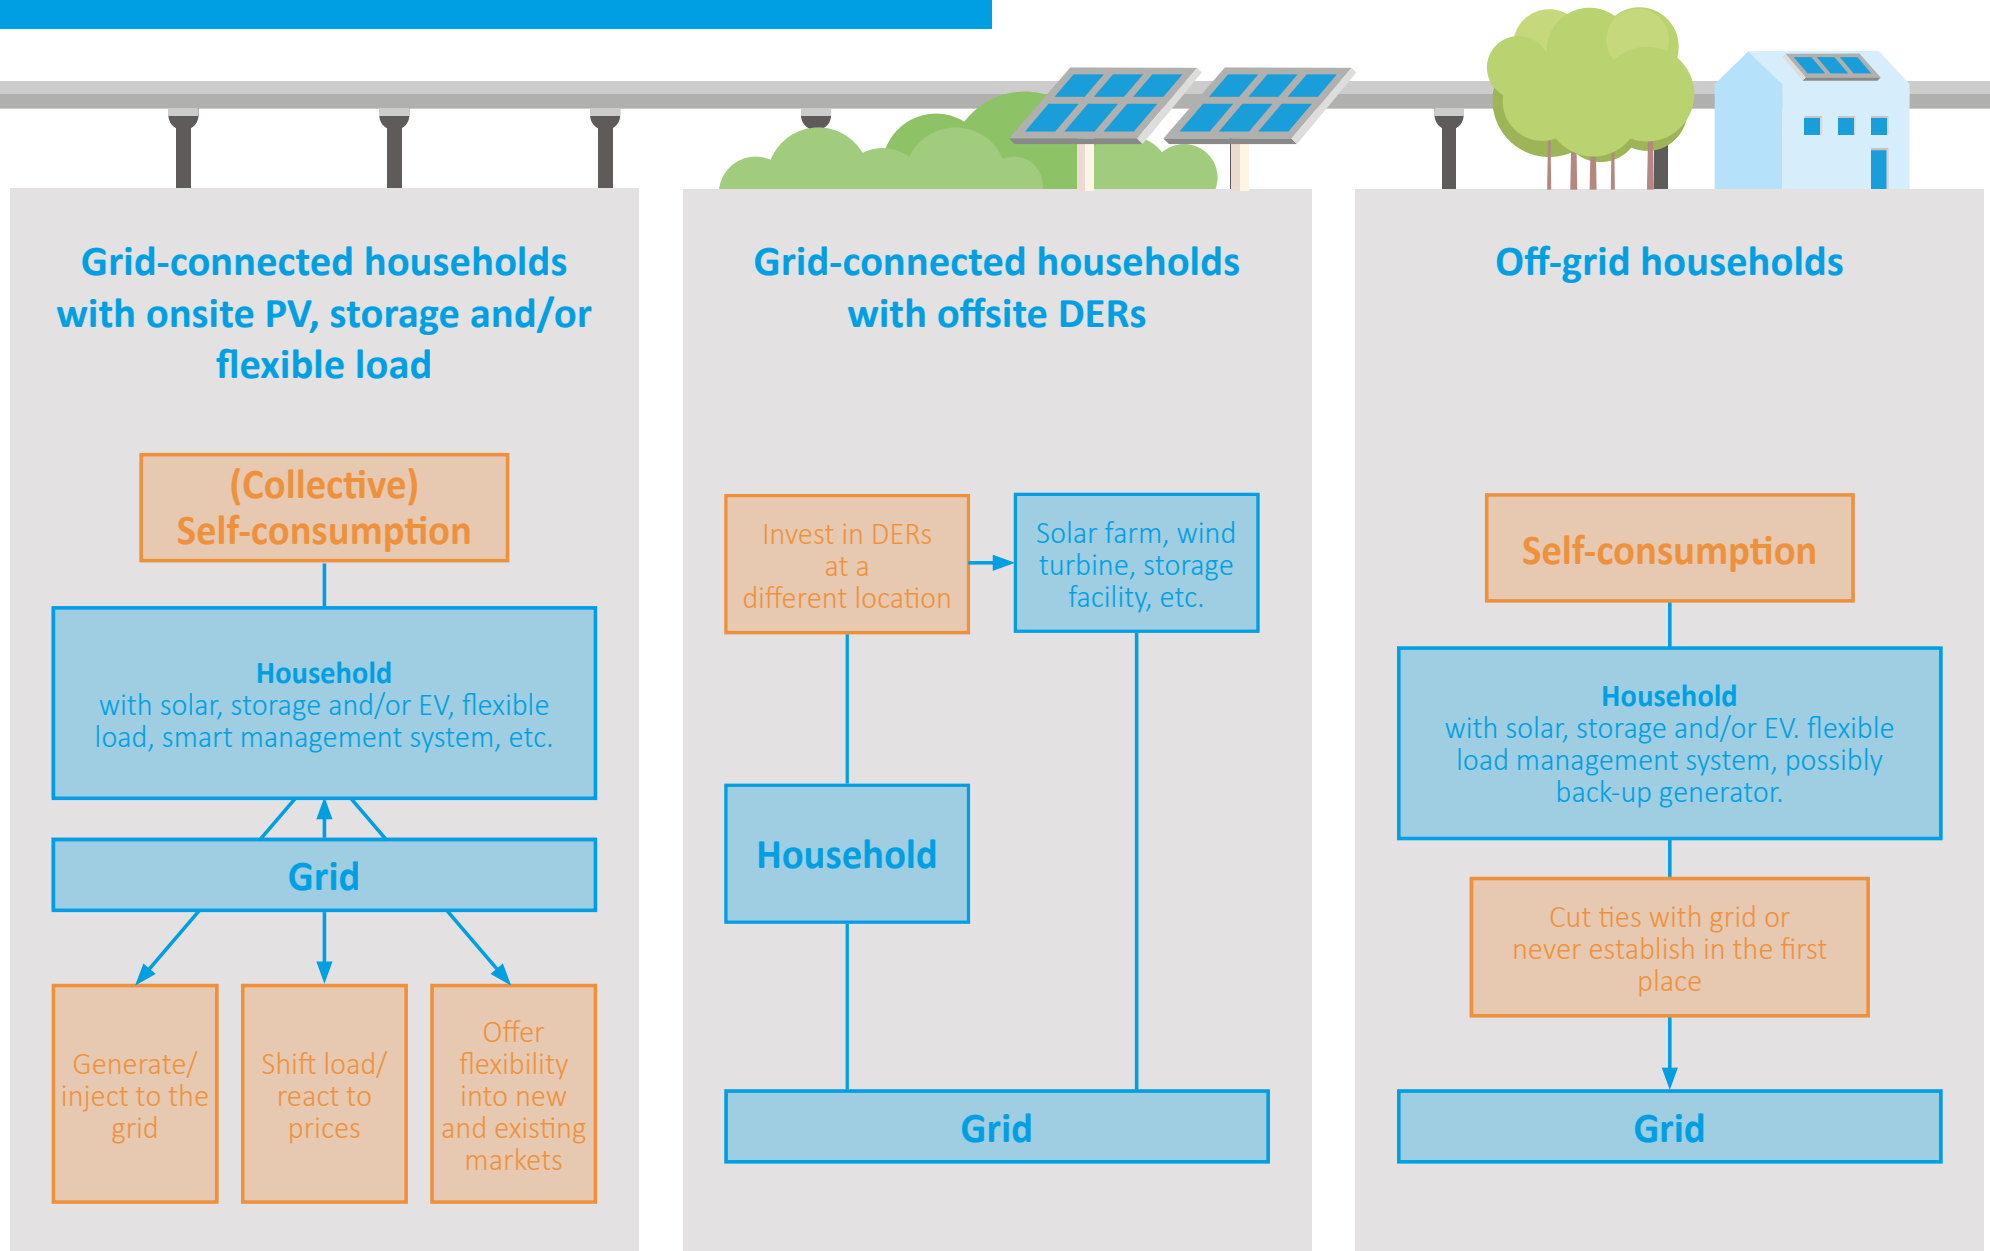 Grid-connected households
with onsite PV, storage and/or
flexible load
(Collective)
Self-consumption
Household
with solar, storage and/or EV, flexible
load, smart management system, etc.
Grid
Generate/
inject to the
grid
Shift load/
react to
prices
Offer
flexibility
into new
and existing
markets
Grid-connected households
with offsite DERs
Invest in DERs
at a
different location
Solar farm, wind
turbine, storage
facility, etc.
Household
Grid
Off-grid households
Self-consumption
Household
with solar, storage and/or EV. flexible
load management system, possibly
back-up generator.
Cut ties with grid or
never establish in the first
place
Grid